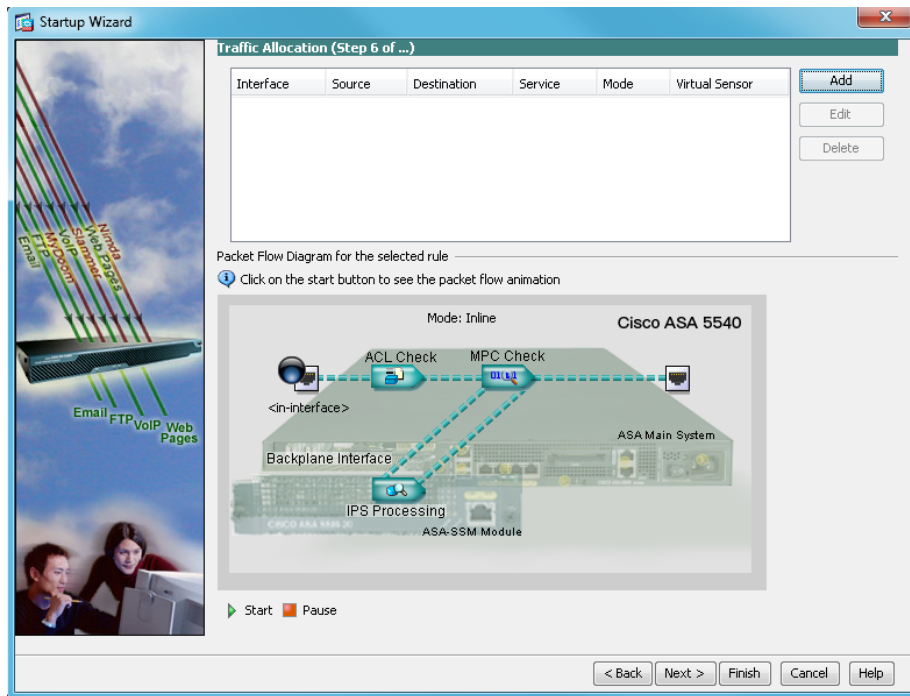 Startup Wizard
Traffic Allocation (Step 6 of ...)
Interface Source Destination Service Mode Virtual Sensor
Add
Edit
Delete
Nimda
Web Pages
Slammer
VoIP
MyDoom
FTP
Email
Email FTP VoIP Web Pages
Packet Flow Diagram for the selected rule
Click on the start button to see the packet flow animation
Mode: Inline
Cisco ASA 5540
ACL Check MPC Check
<in-interface>
ASA Main System
Backplane Interface
IPS Processing
ASA-SSM Module
Start Pause
< Back Next > Finish Cancel Help